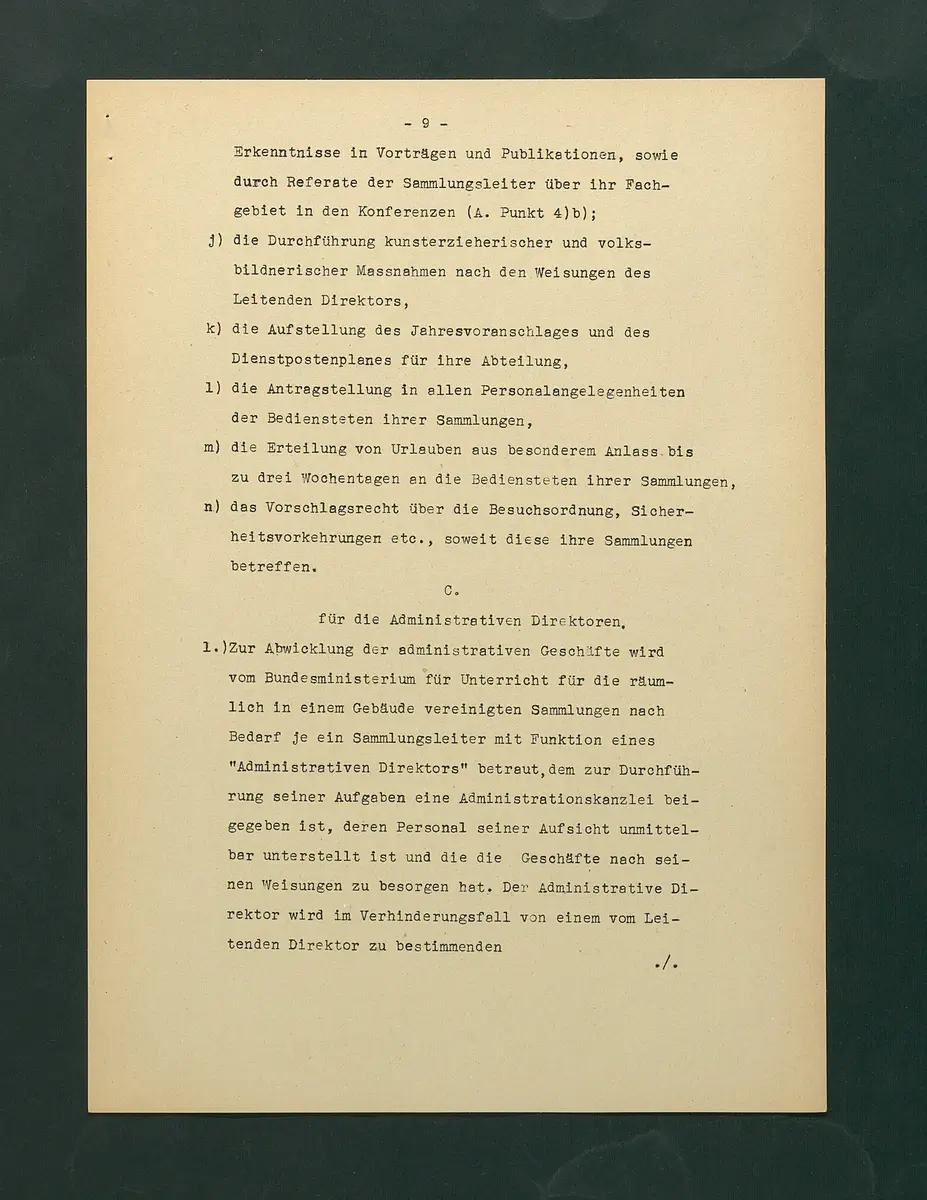 - 9 -
Erkenntnisse in Vorträgen und Publikationen, sowie
durch Referate der Sammlungsleiter über ihr Fach-
gebiet in den Konferenzen (A. Punkt 4)b);
j) die Durchführung kunsterzieherischer und volks-
bildnerischer Massnahmen nach den Weisungen des
Leitenden Direktors,
k) die Aufstellung des Jahresvoranschlages und des
Dienstpostenplanes für ihre Abteilung,
l) die Antragstellung in allen Personalangelegenheiten
der Bediensteten ihrer Sammlungen,
m) die Erteilung von Urlauben aus besonderem Anlass bis
zu drei Wochentagen an die Bediensteten ihrer Sammlungen,
n) das Vorschlagsrecht über die Besuchsordnung, Sicher-
heitsvorkehrungen etc., soweit diese ihre Sammlungen
betreffen.
C.
für die Administrativen Direktoren.
1.)Zur Abwicklung der administrativen Geschäfte wird
vom Bundesministerium für Unterricht für die räum-
lich in einem Gebäude vereinigten Sammlungen nach
Bedarf je ein Sammlungsleiter mit Funktion eines
"Administrativen Direktors" betraut,dem zur Durchfüh-
rung seiner Aufgaben eine Administrationskanzlei bei-
gegeben ist, deren Personal seiner Aufsicht unmittel-
bar unterstellt ist und die die Geschäfte nach sei-
nen Weisungen zu besorgen hat. Der Administrative Di-
rektor wird im Verhinderungsfall von einem vom Lei-
tenden Direktor zu bestimmenden
./.